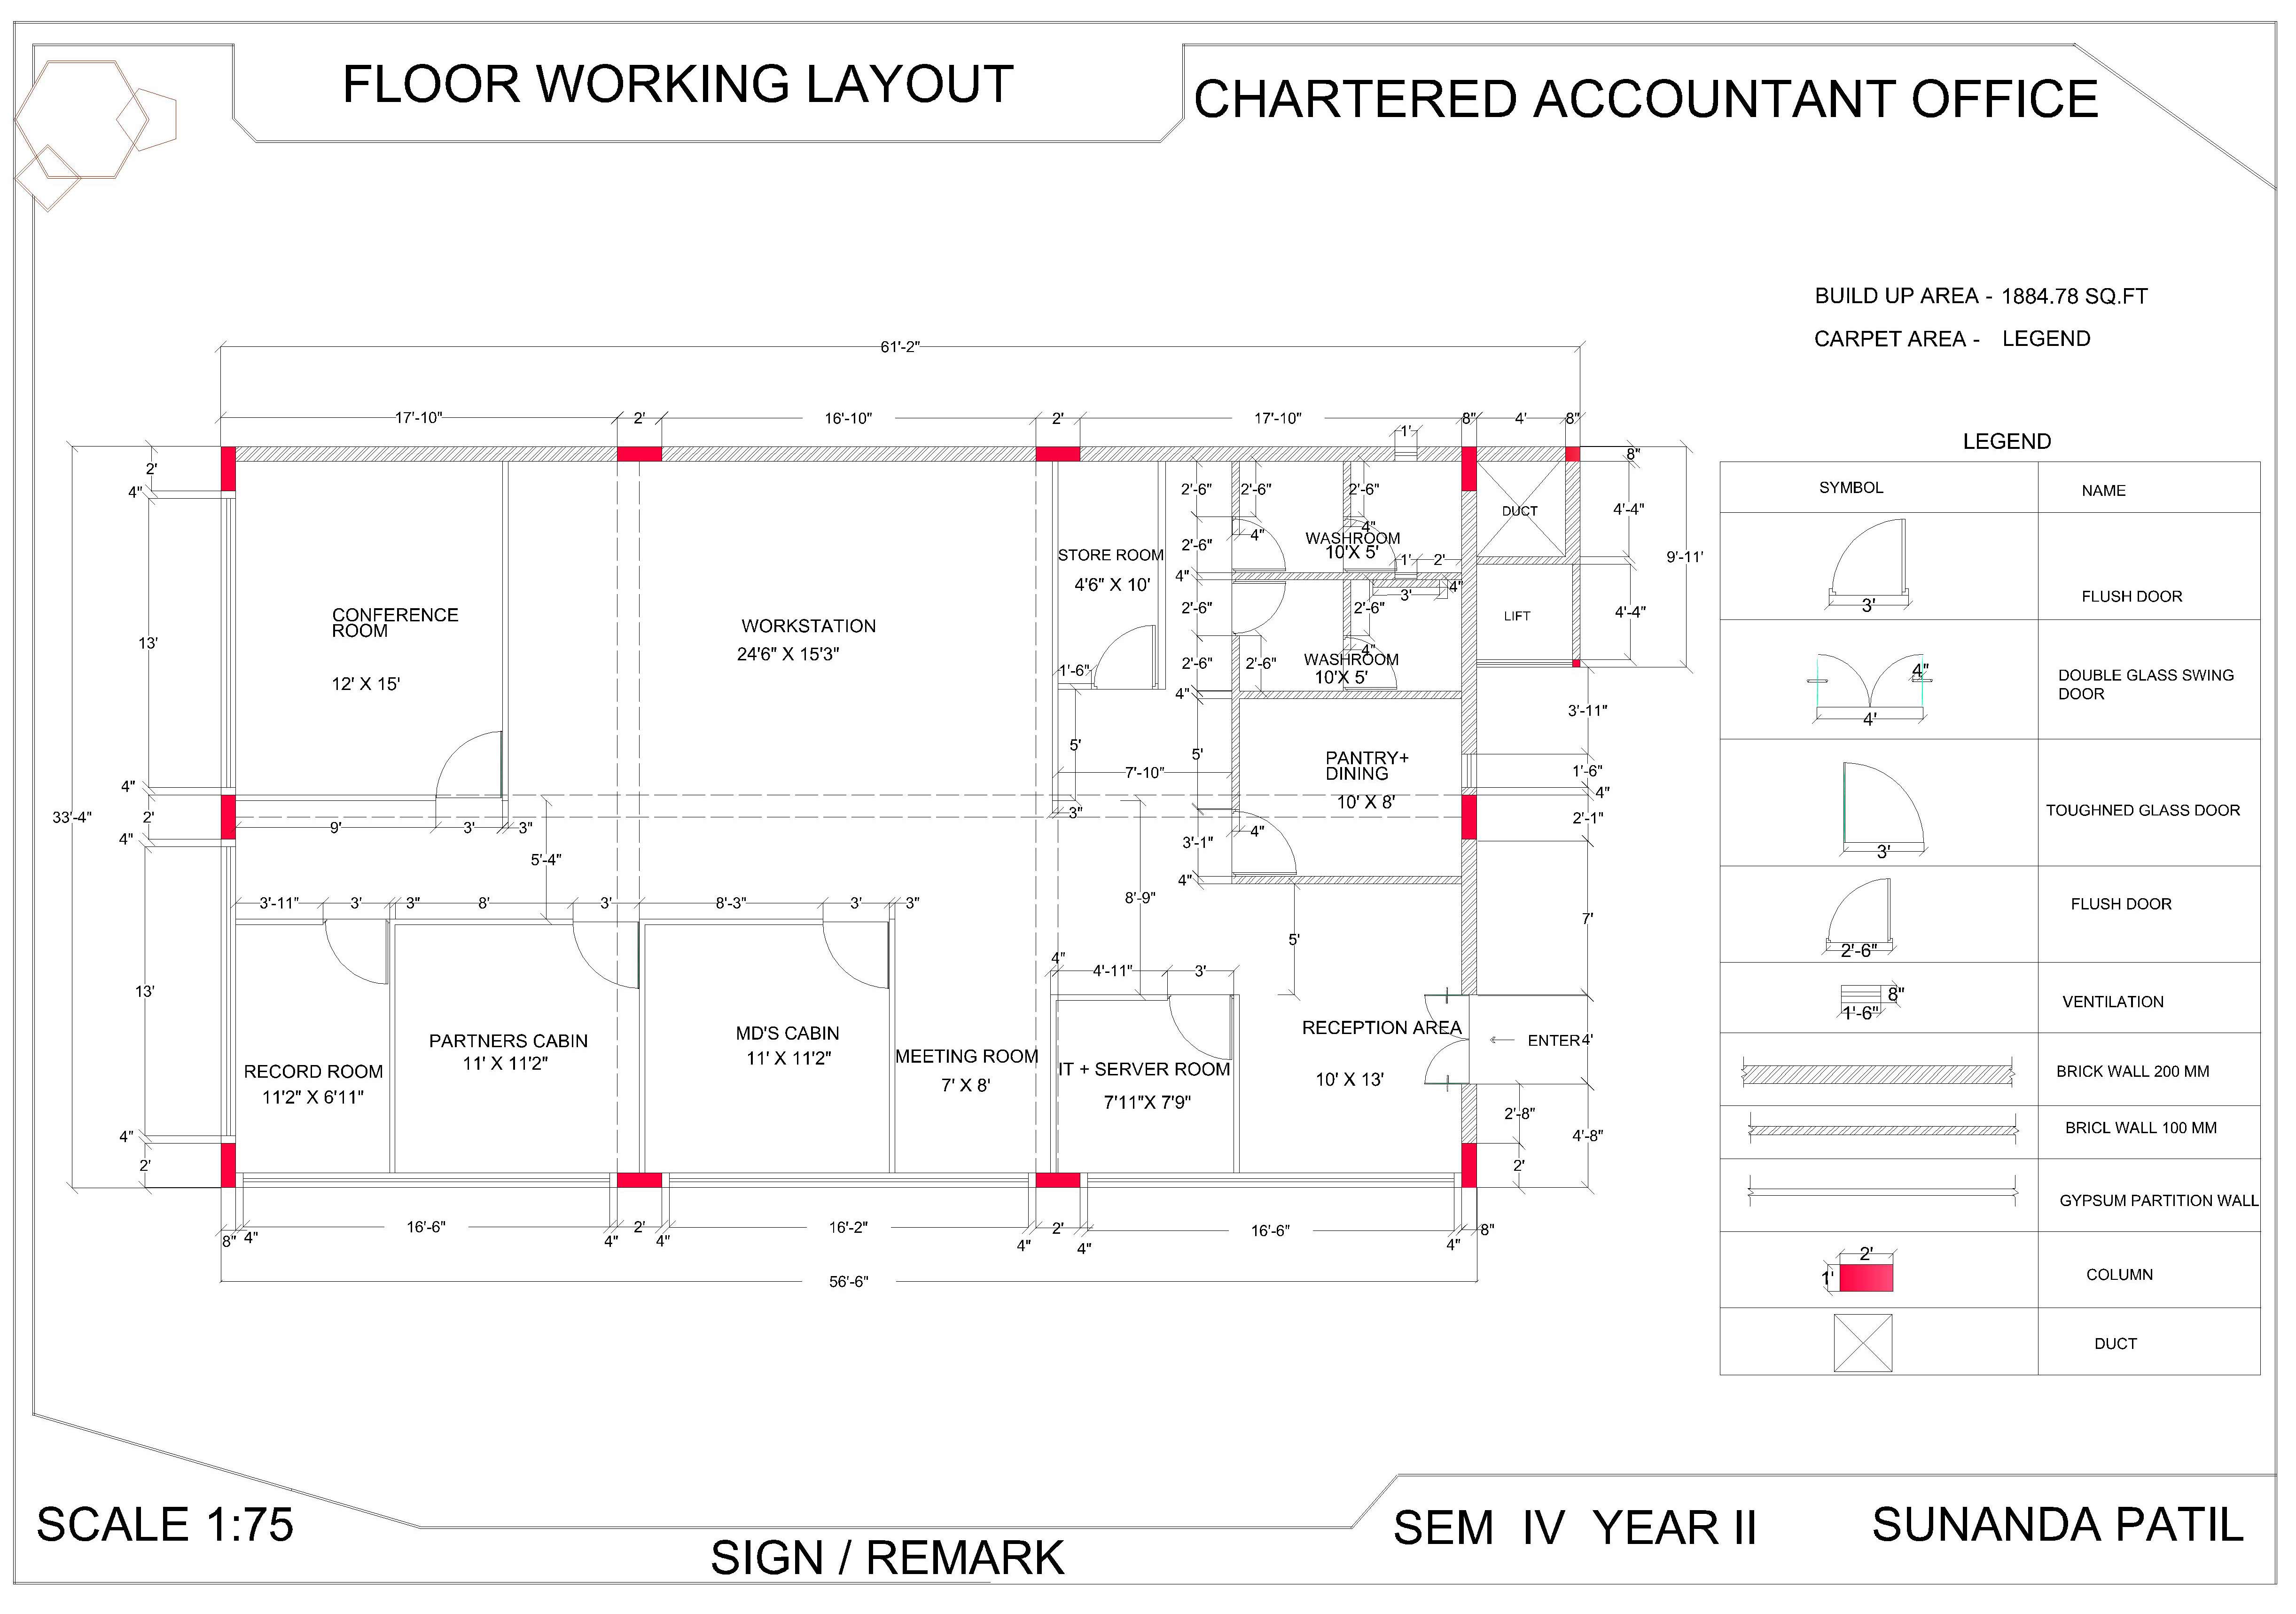 FLOOR WORKING LAYOUT
CHARTERED ACCOUNTANT OFFICE
BUILD UP AREA - 1884.78 SQ.FT
CARPET AREA - LEGEND
61'-2"
17'-10" 2' 16'-10" 2' 17'-10" 8" 4' 8"
1'
8"
2'
4"
13'
4"
33'-4"
2'
4"
13'
4"
2'
CONFERENCE
ROOM
12' X 15'
WORKSTATION
24'6" X 15'3"
STORE ROOM
4'6" X 10'
1'-6"
5'
7'-10"
3"
2'-6" 2'-6" 2'-6"
4" 4"
2'-6"
WASHROOM
10'X 5'
1' 2'
4"
3' 4"
2'-6" 2'-6"
4"
2'-6" 2'-6"
WASHROOM
10'X 5'
4"
5'
PANTRY+
DINING
10' X 8'
4"
3'-1"
4"
DUCT
LIFT
4'-4"
9'-11'
4'-4"
3'-11"
1'-6"
4"
2'-1"
7'
9' 3' 3"
5'-4"
3'-11" 3' 3" 8' 3' 8'-3" 3' 3"
8'-9"
5'
4"
4'-11" 3'
RECORD ROOM
11'2" X 6'11"
PARTNERS CABIN
11' X 11'2"
MD'S CABIN
11' X 11'2"
MEETING ROOM
7' X 8'
IT + SERVER ROOM
7'11"X 7'9"
RECEPTION AREA
10' X 13'
ENTER 4'
2'-8"
4'-8"
2'
8" 4" 16'-6" 4" 2' 4" 16'-2" 4" 2' 4" 16'-6" 4" 8"
56'-6"
LEGEND
SYMBOL NAME
3' FLUSH DOOR
4"
4'
DOUBLE GLASS SWING
DOOR
3' TOUGHNED GLASS DOOR
2'-6" FLUSH DOOR
8"
1'-6" VENTILATION
BRICK WALL 200 MM
BRICL WALL 100 MM
GYPSUM PARTITION WALL
2'
1' COLUMN
DUCT
SCALE 1:75
SIGN / REMARK
SEM IV YEAR II
SUNANDA PATIL